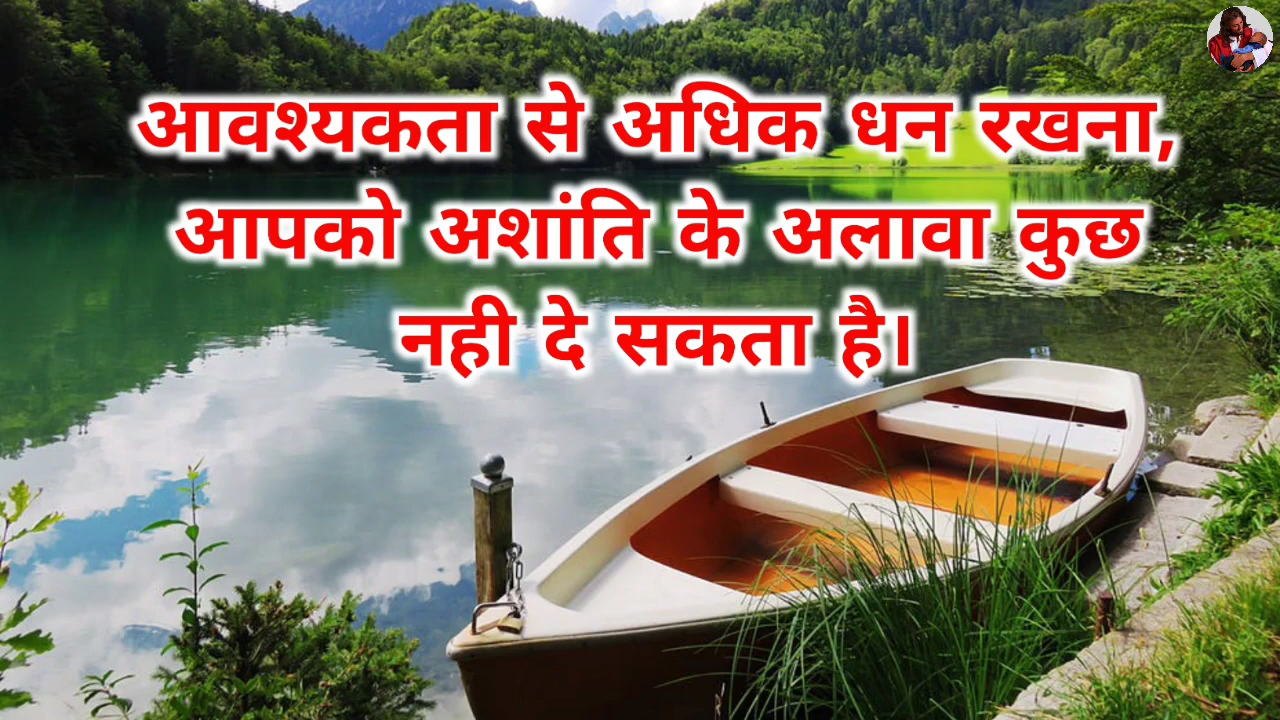 आवश्यकता से अधिक धन रखना,
आपको अशांति के अलावा कुछ
नही दे सकता है।